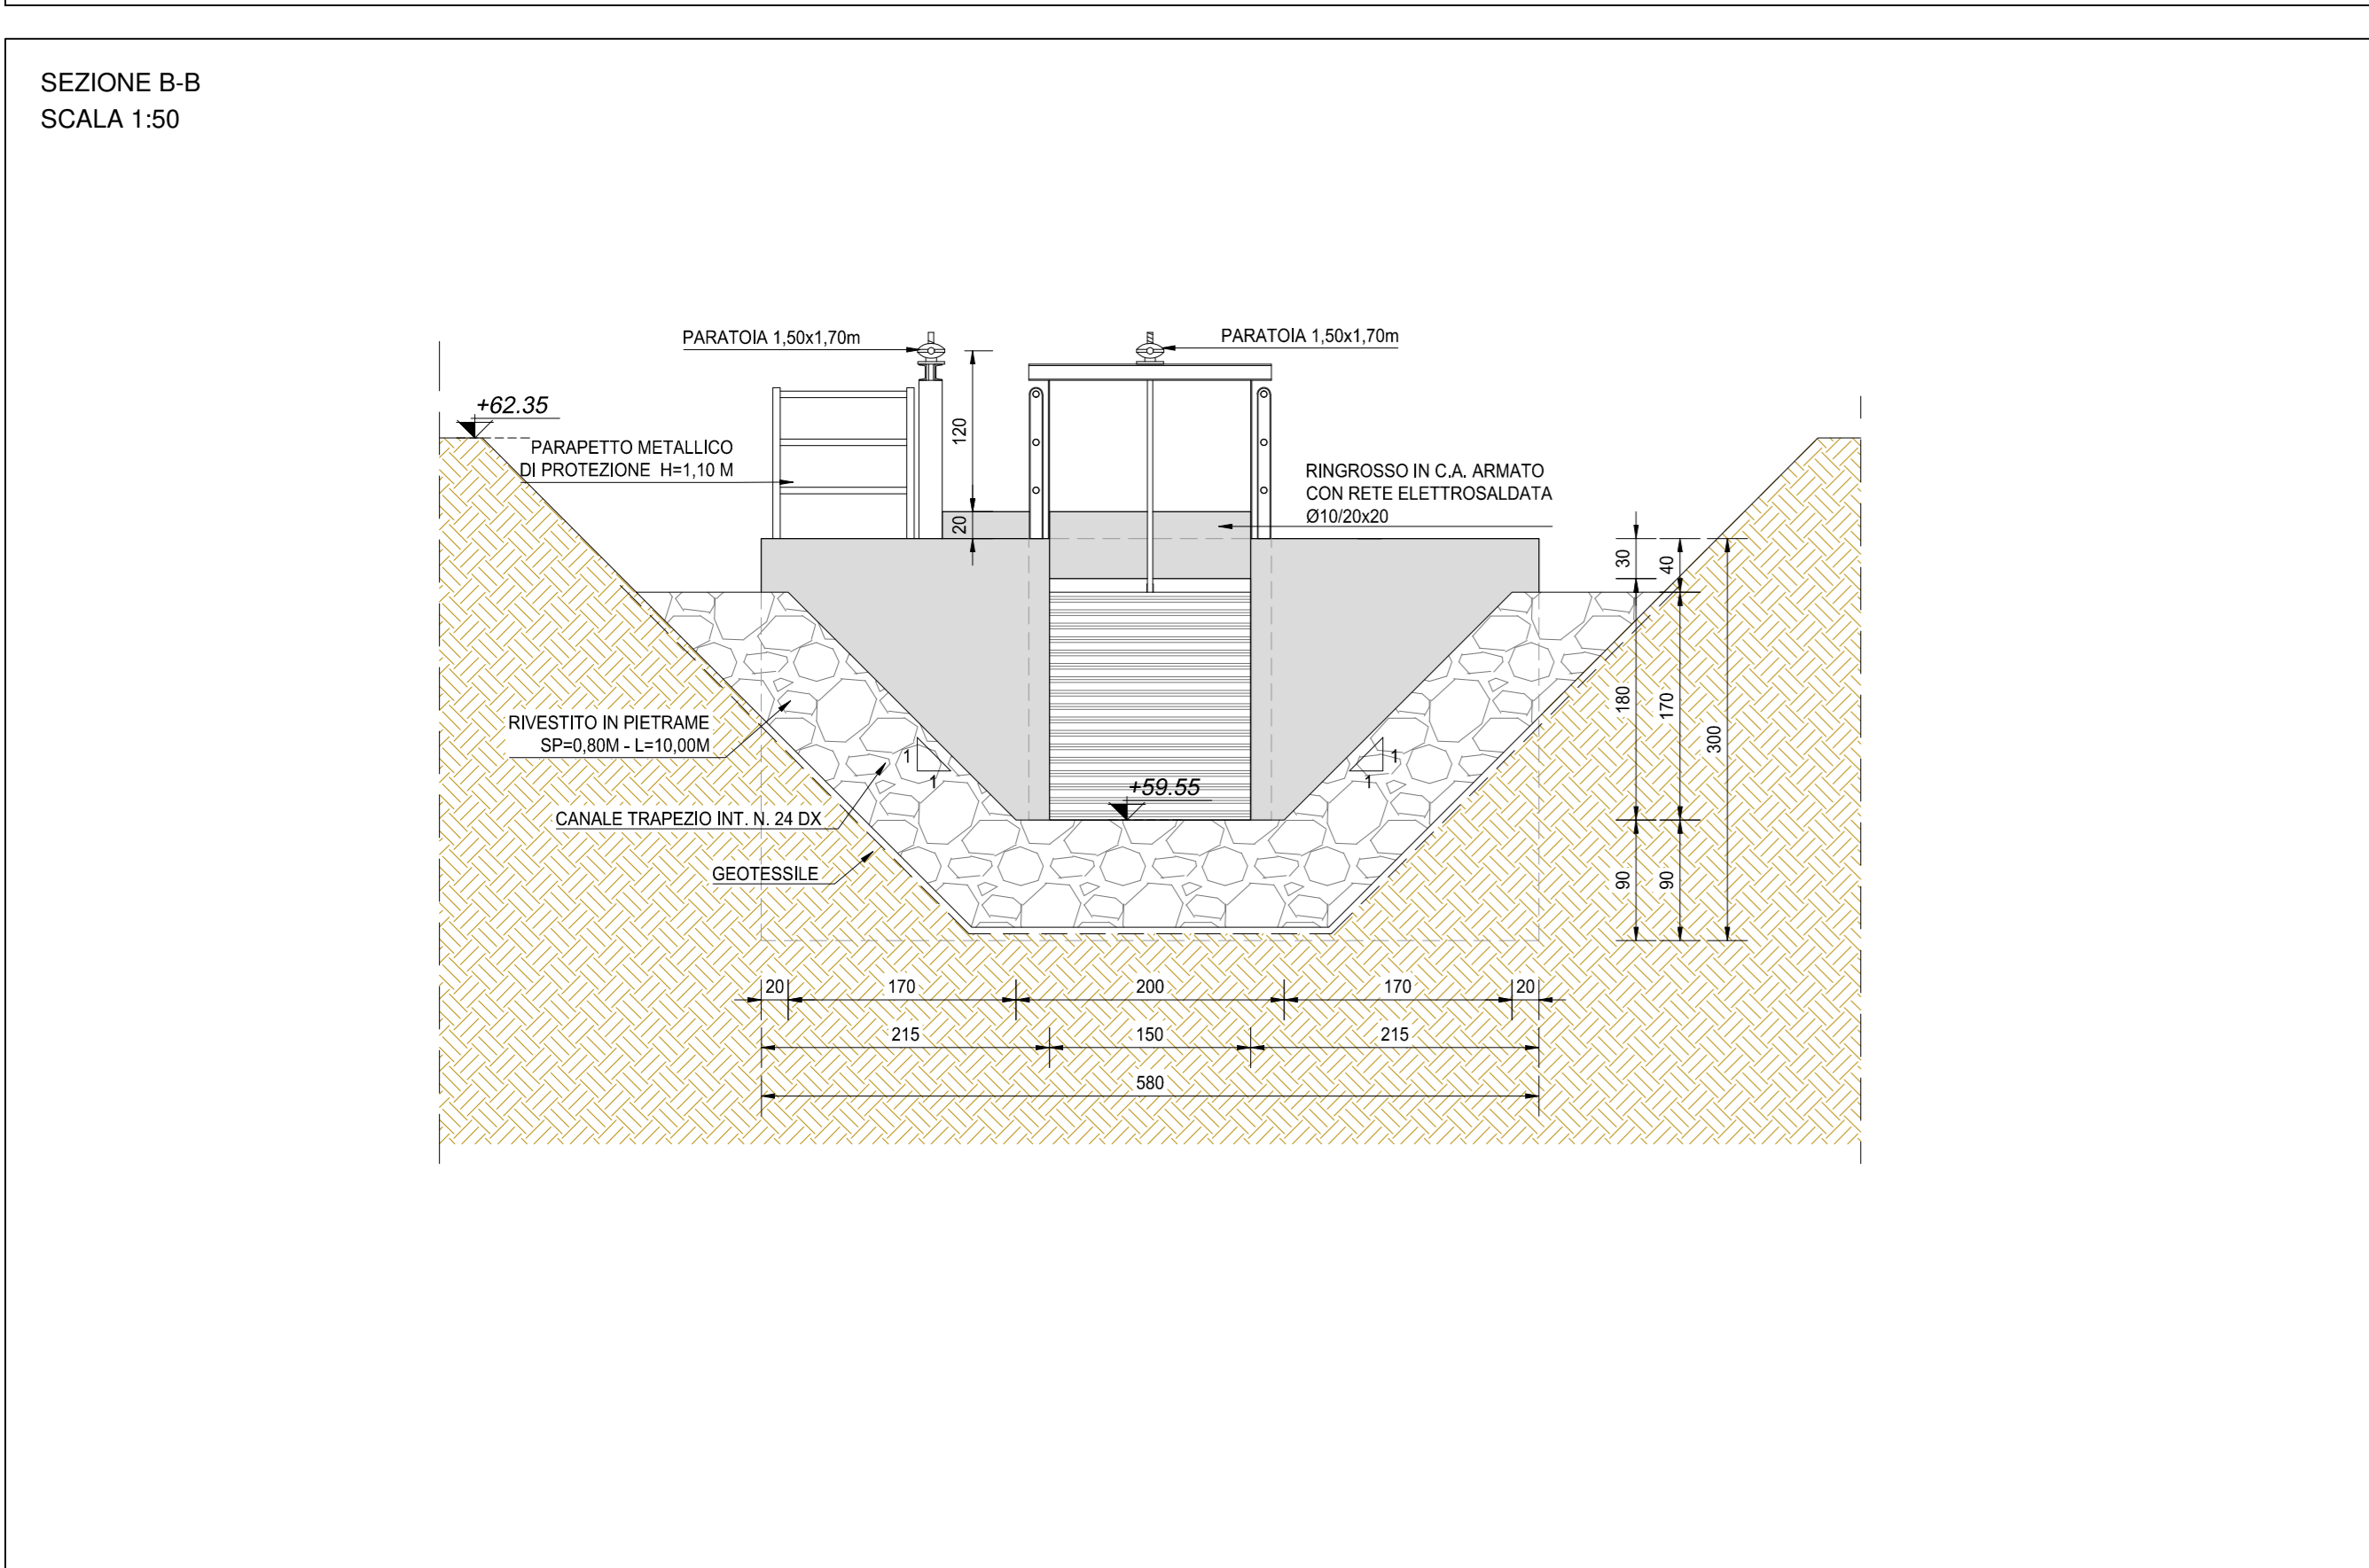 SEZIONE B-B
SCALA 1:50
PARATOIA 1,50x1,70m
PARATOIA 1,50x1,70m
+62.35
120
PARAPETTO METALLICO
DI PROTEZIONE H=1,10 M
RINGROSSO IN C.A. ARMATO
CON RETE ELETTROSALDATA
Ø10/20x20
20
30
40
180
170
300
RIVESTITO IN PIETRAME
SP=0,80M - L=10,00M
1
1
1
1
+59.55
CANALE TRAPEZIO INT. N. 24 DX
GEOTESSILE
90
90
20
170
200
170
20
215
150
215
580